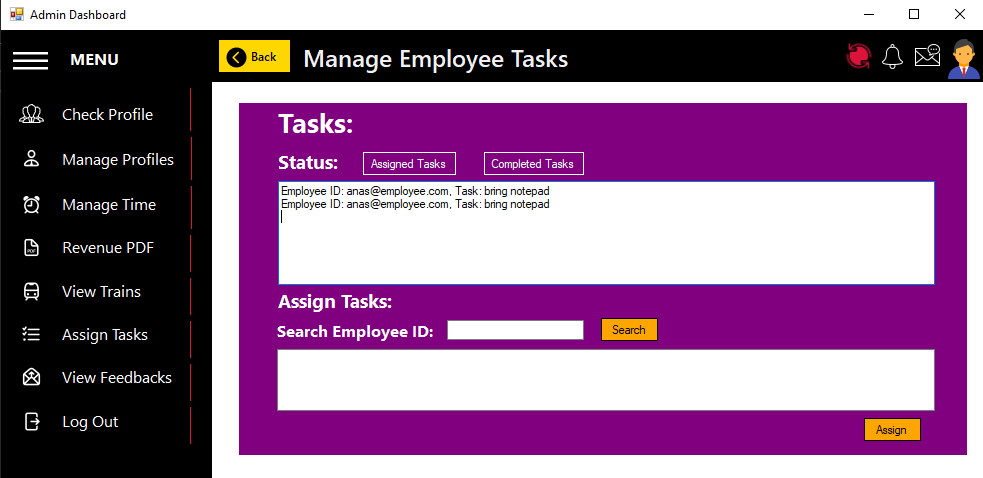 Admin Dashboard
MENU
Back
Manage Employee Tasks
Check Profile
Manage Profiles
Manage Time
PDF
Revenue PDF
View Trains
Assign Tasks
View Feedbacks
Log Out
Tasks:
Status:
Assigned Tasks
Completed Tasks
Employee ID: anas@employee.com, Task: bring notepad
Employee ID: anas@employee.com, Task: bring notepad
Assign Tasks:
Search Employee ID:
Search
Assign